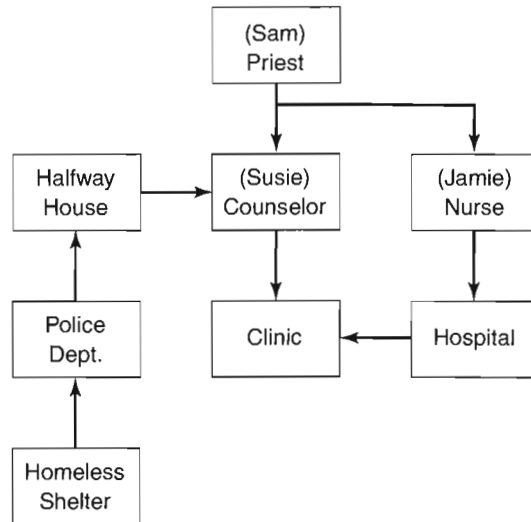 (Sam)
Priest
Halfway
House
(Susie)
Counselor
(Jamie)
Nurse
Police
Dept.
Clinic
Hospital
Homeless
Shelter